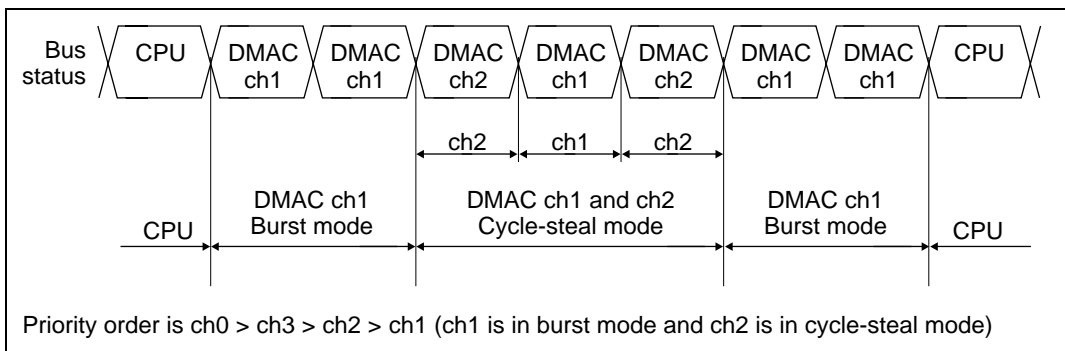 Bus status
CPU
DMAC ch1
DMAC ch1
DMAC ch2
DMAC ch1
DMAC ch2
DMAC ch1
DMAC ch1
CPU
ch2
ch1
ch2
CPU
DMAC ch1
Burst mode
DMAC ch1 and ch2
Cycle-steal mode
DMAC ch1
Burst mode
CPU
Priority order is ch0 > ch3 > ch2 > ch1 (ch1 is in burst mode and ch2 is in cycle-steal mode)